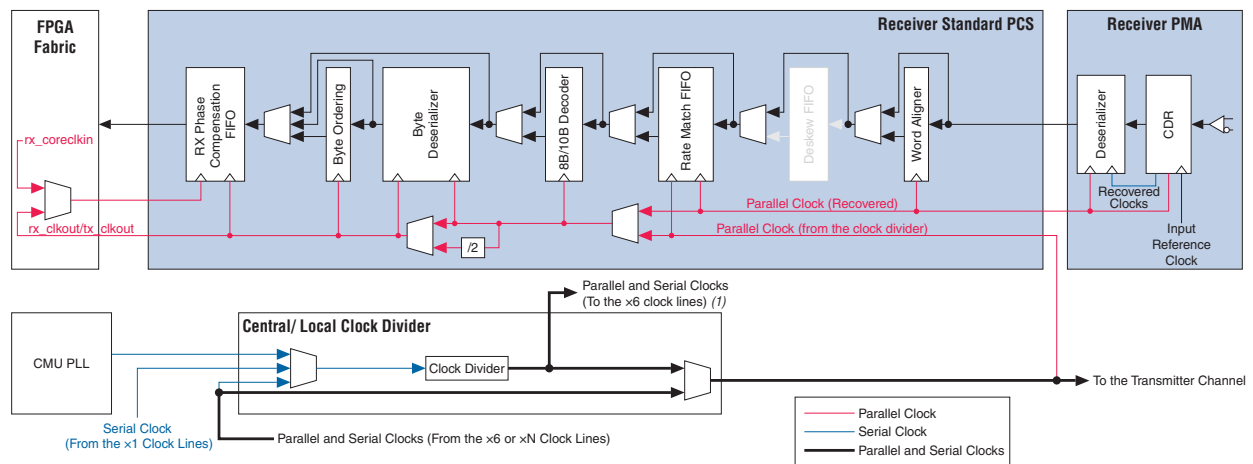 FPGA
Fabric
Receiver Standard PCS
Receiver PMA
RX Phase
Compensation
FIFO
Byte Ordering
Byte
Deserializer
8B/10B Decoder
Rate Match FIFO
Deskew FIFO
Word Aligner
Deserializer
CDR
rx_coreclkin
rx_clkout/tx_clkout
/2
Parallel Clock (Recovered)
Parallel Clock (from the clock divider)
Recovered
Clocks
Input
Reference
Clock
Parallel and Serial Clocks
(To the ×6 clock lines) (1)
CMU PLL
Central/ Local Clock Divider
Clock Divider
To the Transmitter Channel
Serial Clock
(From the ×1 Clock Lines)
Parallel and Serial Clocks (From the ×6 or ×N Clock Lines)
Parallel Clock
Serial Clock
Parallel and Serial Clocks